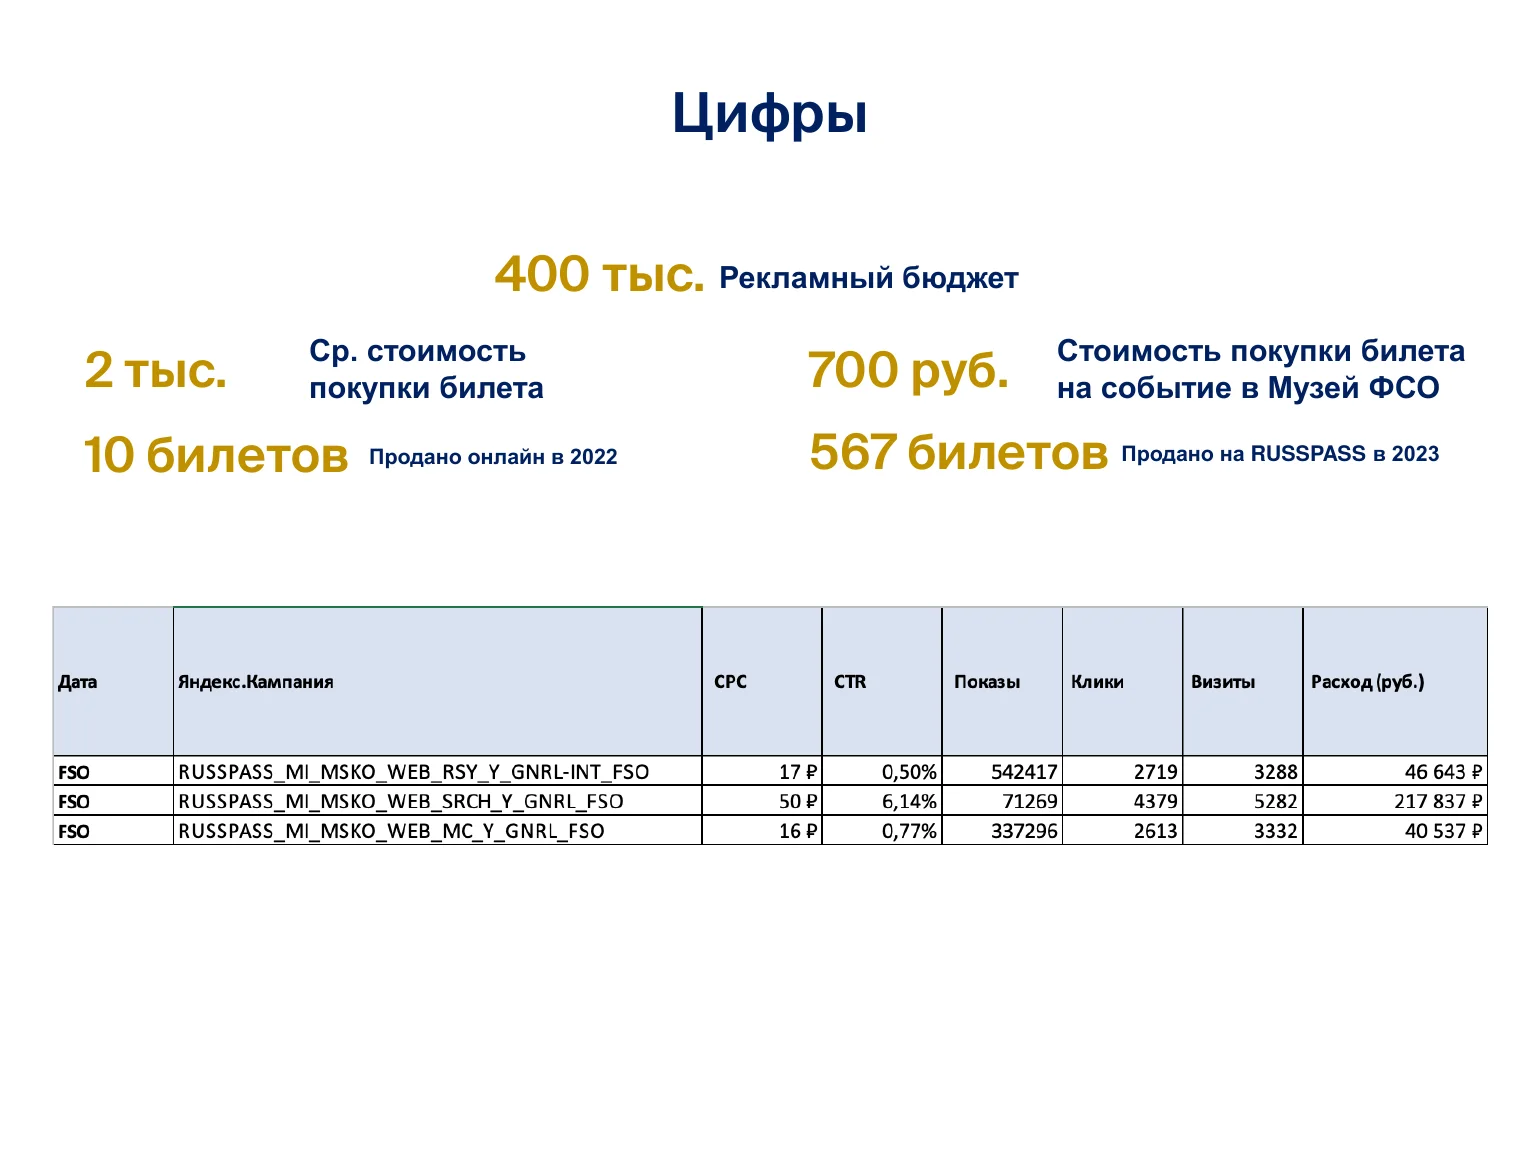 Цифры
400 тыс. Рекламный бюджет
2 тыс. Ср. стоимость
покупки билета
700 руб. Стоимость покупки билета
на событие в Музей ФСО
10 билетов Продано онлайн в 2022
567 билетов Продано на RUSSPASS в 2023
Дата Яндекс.Кампания CPC CTR Показы Клики Визиты Расход (руб.)
FSO RUSSPASS_MI_MSKO_WEB_RSY_Y_GNRL-INT_FSO 17 ₽ 0,50% 542417 2719 3288 46 643 ₽
FSO RUSSPASS_MI_MSKO_WEB_SRCH_Y_GNRL_FSO 50 ₽ 6,14% 71269 4379 5282 217 837 ₽
FSO RUSSPASS_MI_MSKO_WEB_MC_Y_GNRL_FSO 16 ₽ 0,77% 337296 2613 3332 40 537 ₽